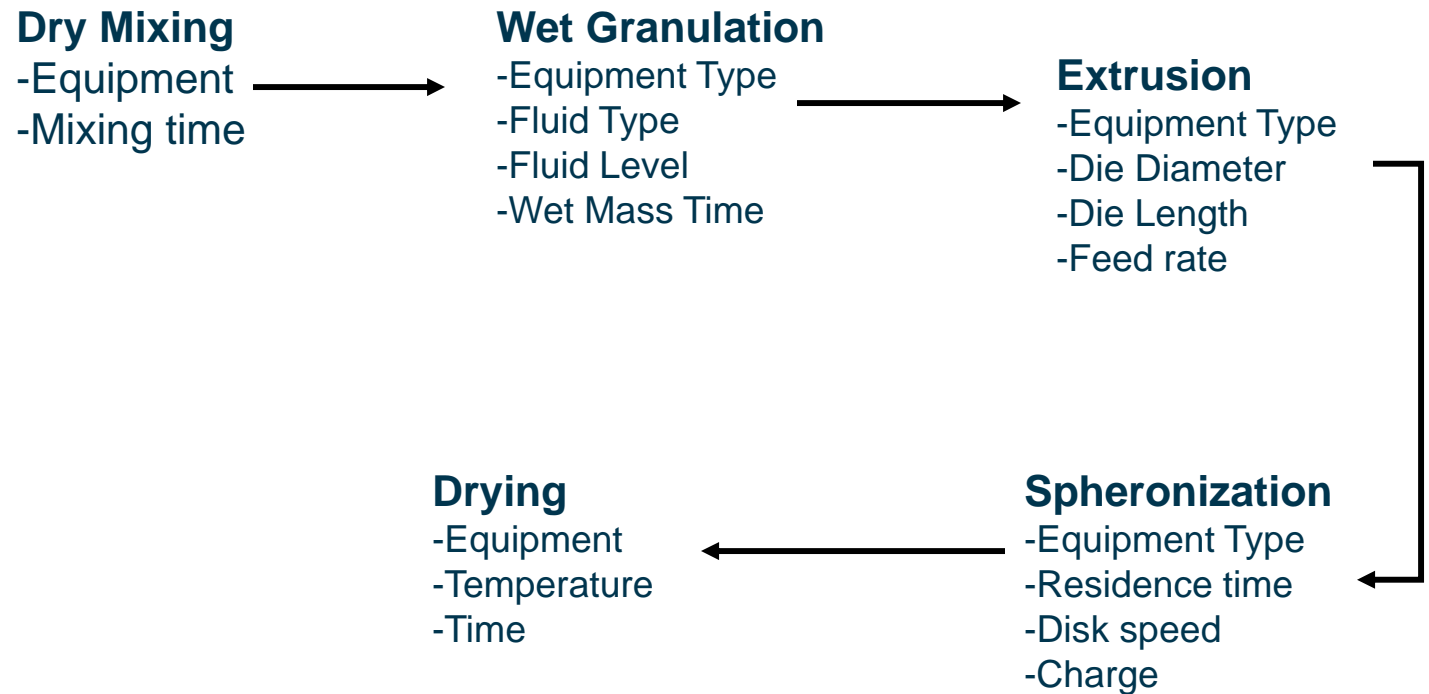 Dry Mixing
-Equipment
-Mixing time
Wet Granulation
-Equipment Type
-Fluid Type
-Fluid Level
-Wet Mass Time
Extrusion
-Equipment Type
-Die Diameter
-Die Length
-Feed rate
Spheronization
-Equipment Type
-Residence time
-Disk speed
-Charge
Drying
-Equipment
-Temperature
-Time